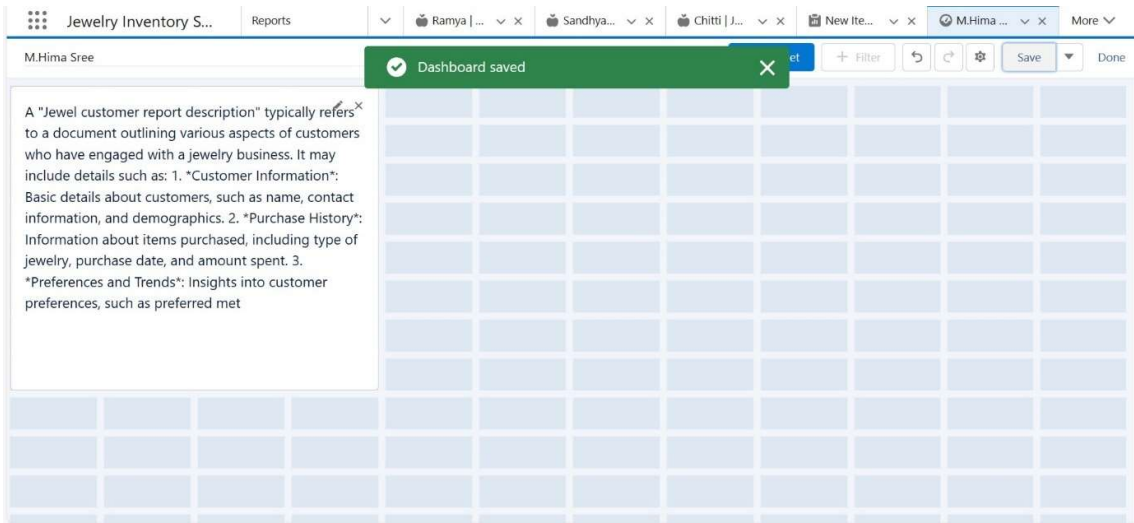 Jewelry Inventory S... Reports Ramya | ... Sandhya... Chitti | J... New Ite... M.Hima ... More
M.Hima Sree Dashboard saved et + Filter Save Done
A "Jewel customer report description" typically refers
to a document outlining various aspects of customers
who have engaged with a jewelry business. It may
include details such as: 1. *Customer Information*:
Basic details about customers, such as name, contact
information, and demographics. 2. *Purchase History*:
Information about items purchased, including type of
jewelry, purchase date, and amount spent. 3.
*Preferences and Trends*: Insights into customer
preferences, such as preferred met